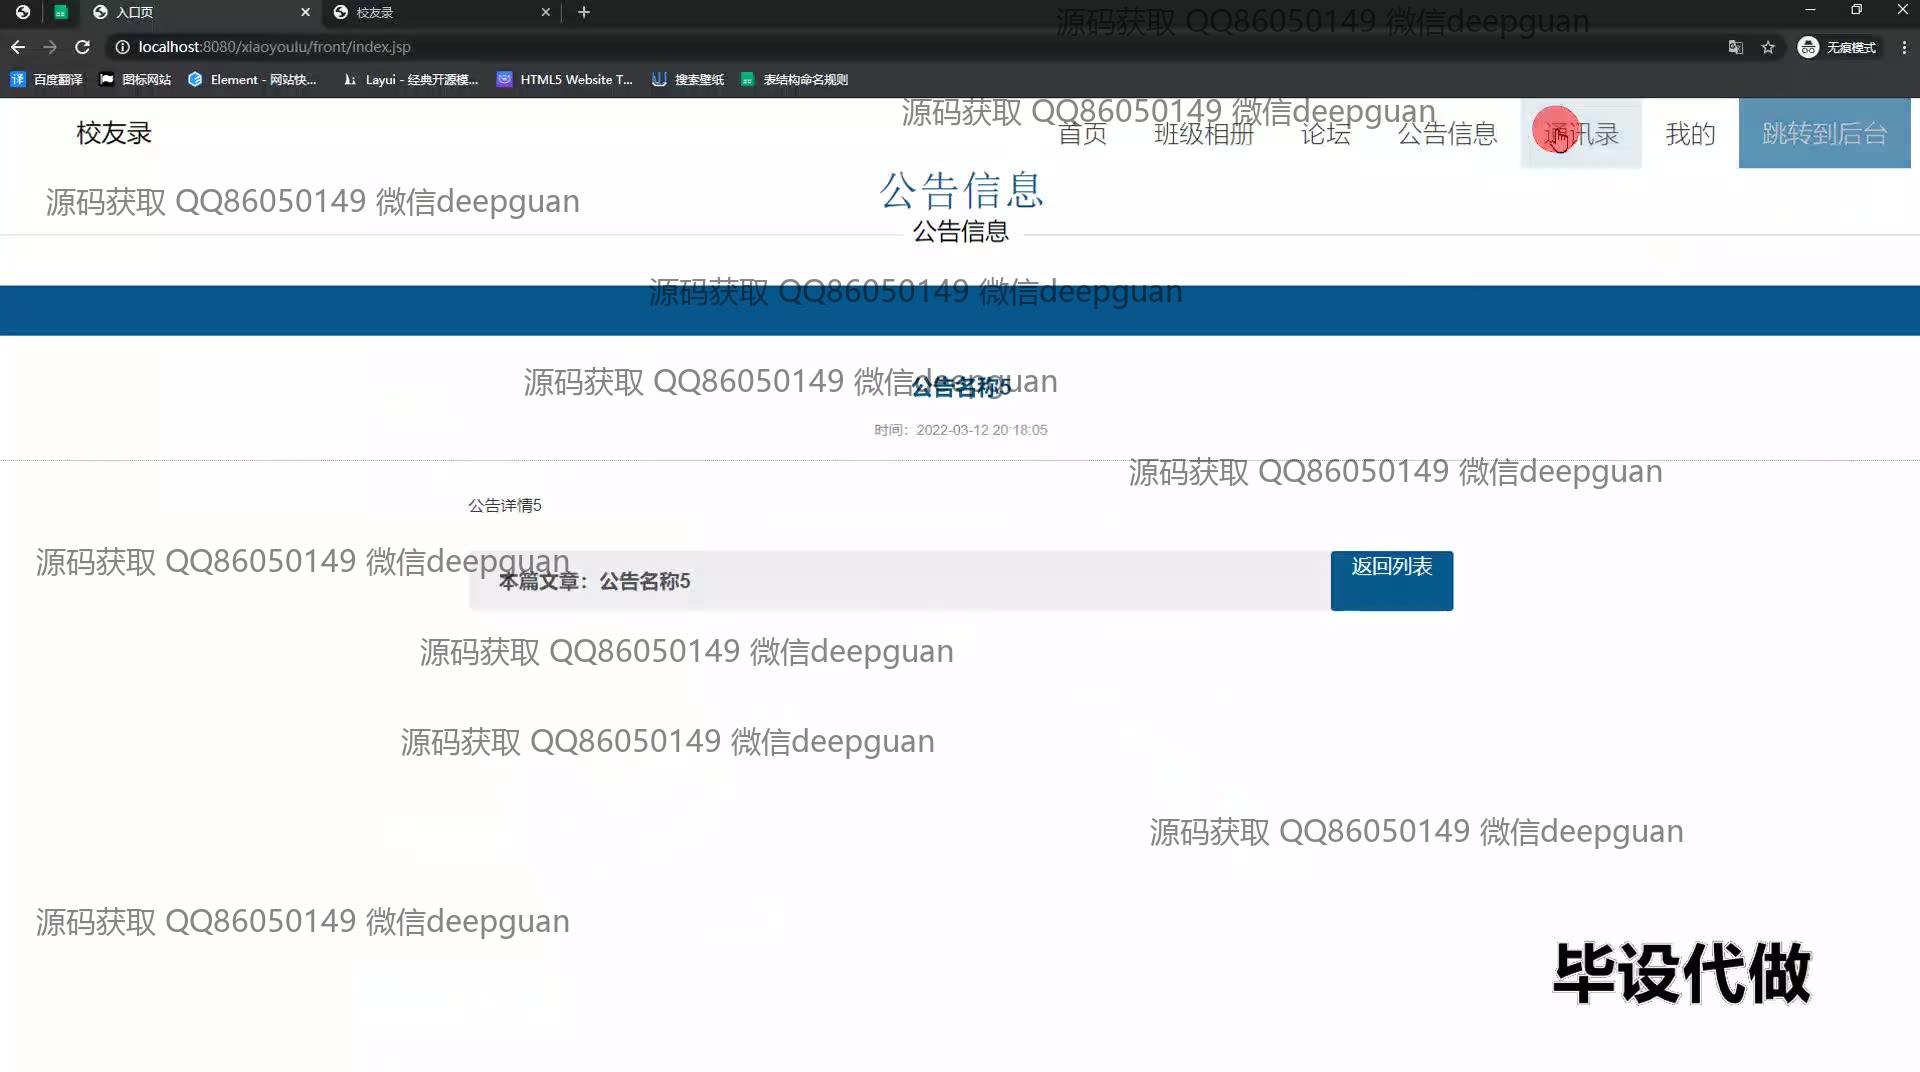 入口页
校友录
源码获取 QQ86050149 微信deepguan
localhost:8080/xiaoyoulu/front/index.jsp
无痕模式
百度翻译 图标网站 Element - 网站快... Layui - 经典开源模... HTML5 Website T... 搜索壁纸 表结构命名规则
源码获取 QQ86050149 微信deepguan
校友录 首页 班级相册 论坛 公告信息 通讯录 我的 跳转到后台
公告信息
源码获取 QQ86050149 微信deepguan
公告信息
源码获取 QQ86050149 微信deepguan
源码获取 QQ86050149 微信deepguan
公告名称5
时间：2022-03-12 20:18:05
源码获取 QQ86050149 微信deepguan
公告详情5
源码获取 QQ86050149 微信deepguan
本篇文章：公告名称5
返回列表
源码获取 QQ86050149 微信deepguan
源码获取 QQ86050149 微信deepguan
源码获取 QQ86050149 微信deepguan
源码获取 QQ86050149 微信deepguan
毕设代做